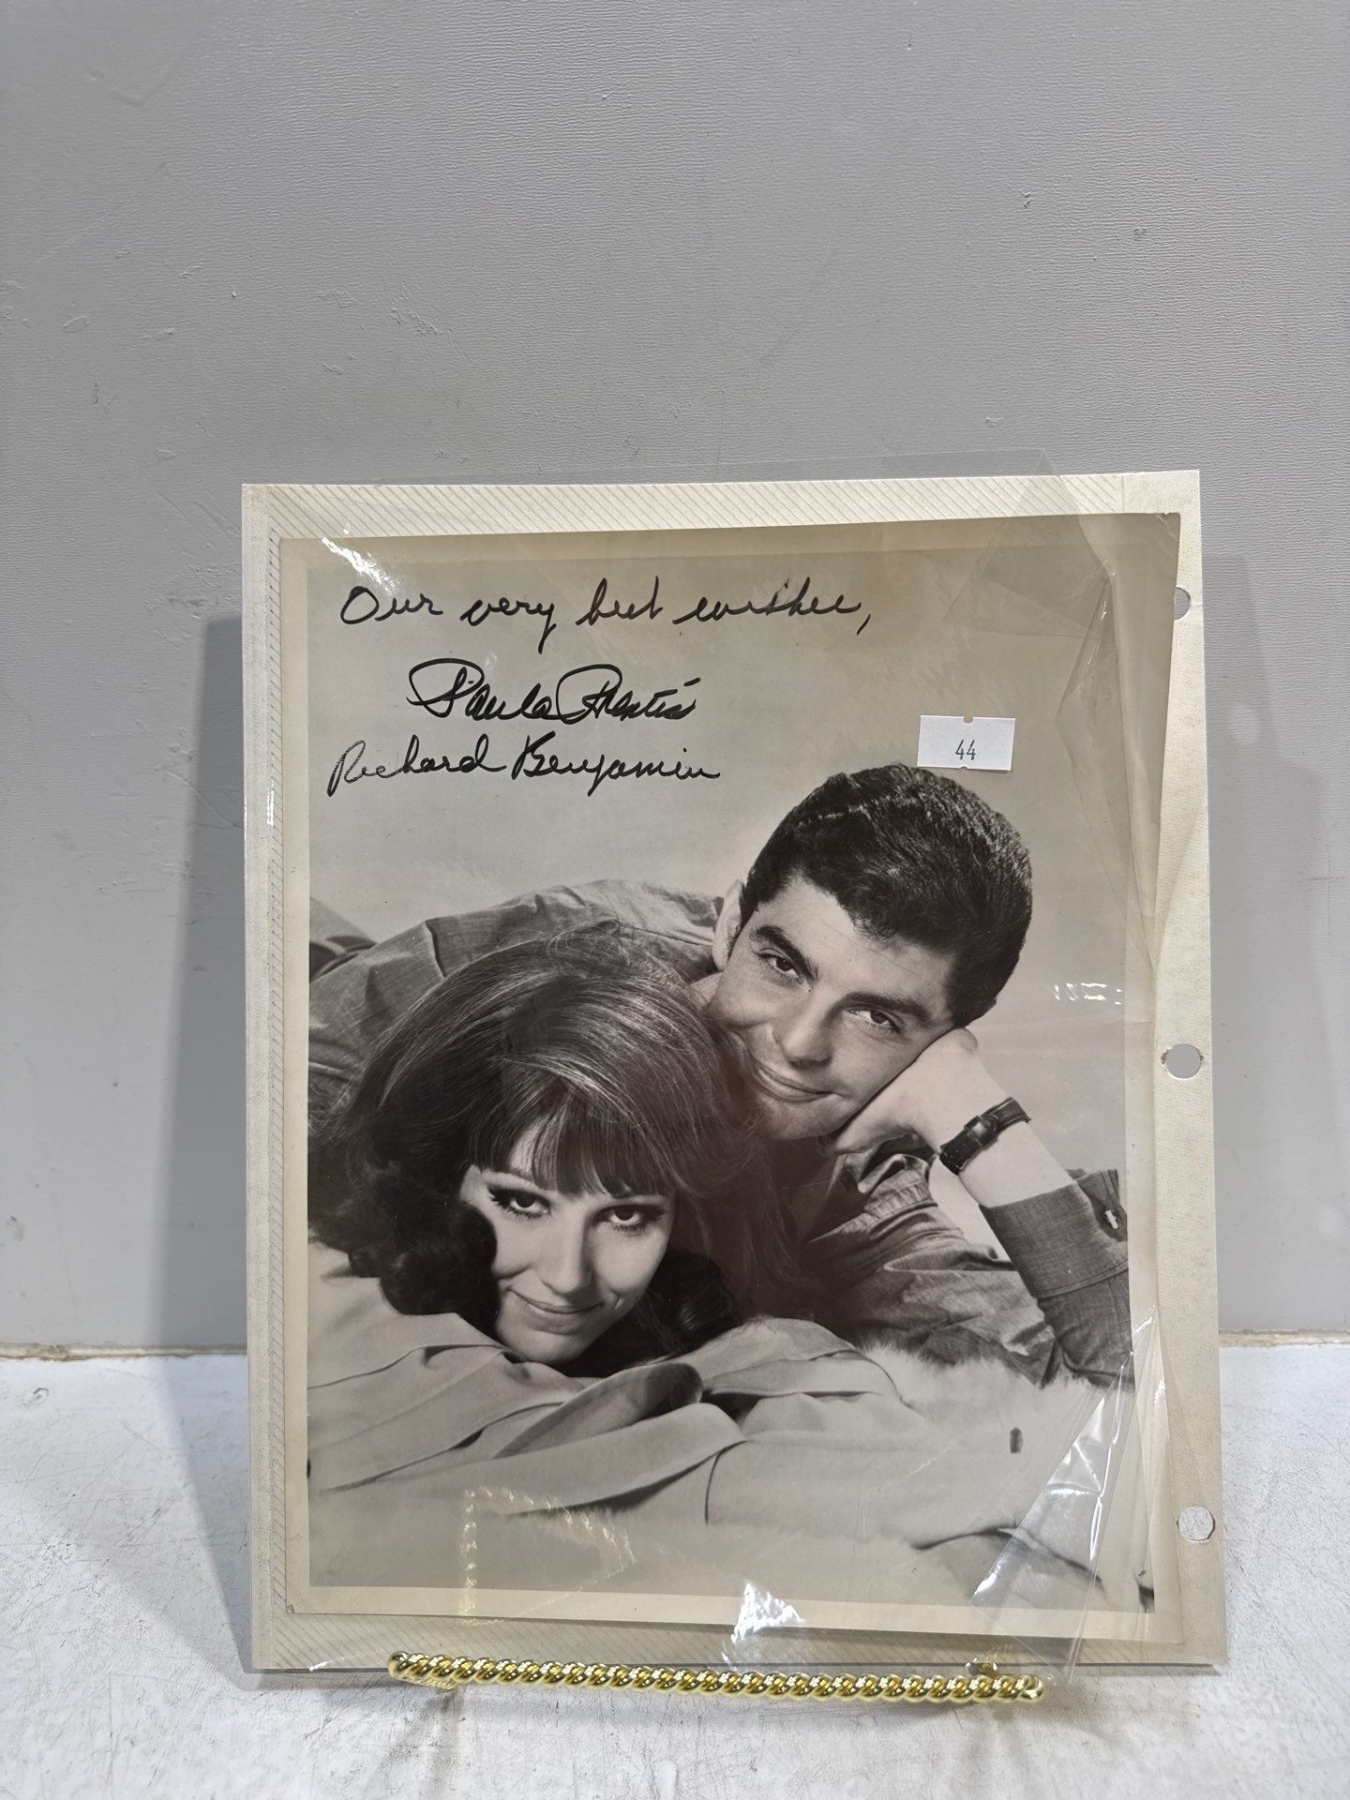 Our very best wishes,
Paula Prentiss
Richard Benjamin
44